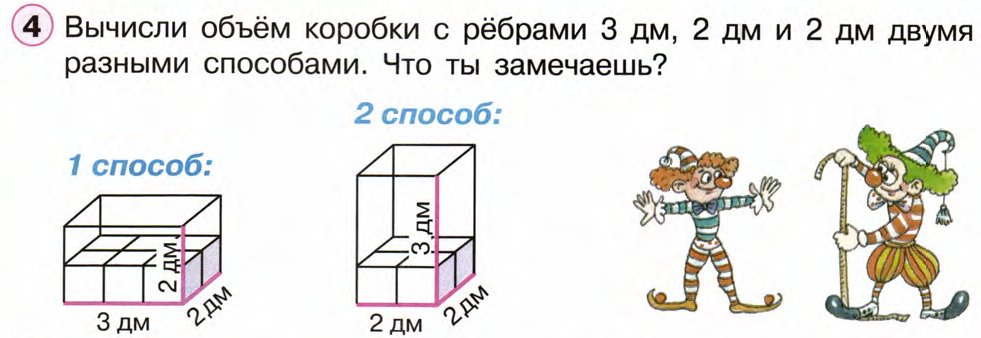 4 Вычисли объём коробки с рёбрами 3 дм, 2 дм и 2 дм двумя
разными способами. Что ты замечаешь?
1 способ:
2 дм
3 дм
2 дм
2 способ:
3 дм
2 дм
2 дм